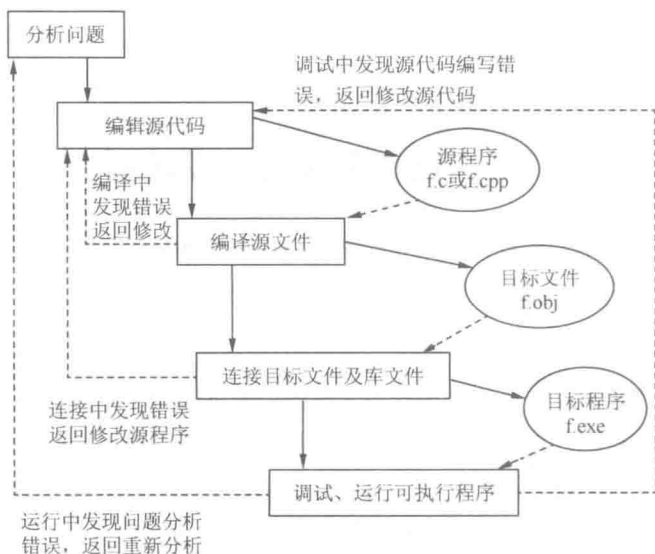 分析问题
调试中发现源代码编写错
误，返回修改源代码
编辑源代码
源程序
f.c或f.cpp
编译中
发现错误
返回修改
编译源文件
目标文件
f.obj
连接目标文件及库文件
连接中发现错误
返回修改源程序
目标程序
f.exe
调试、运行可执行程序
运行中发现问题分析
错误，返回重新分析